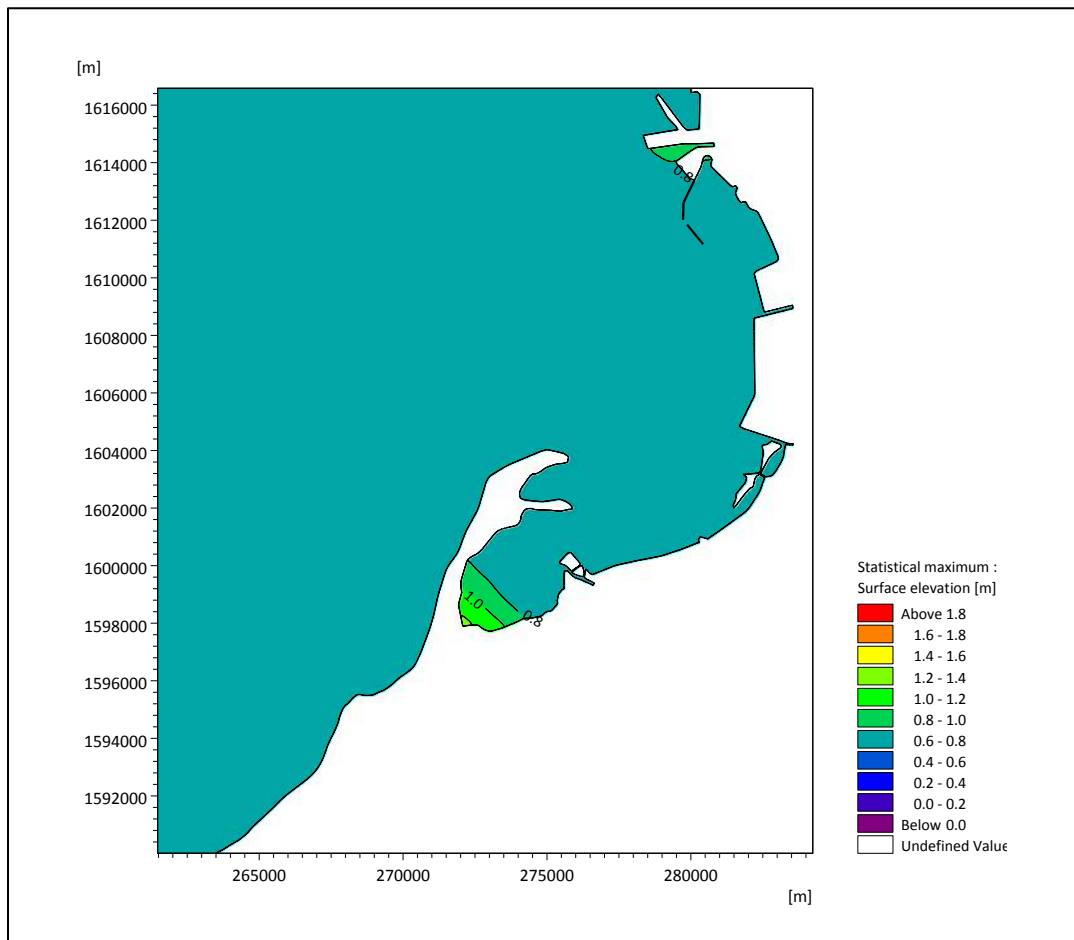 [m]
1616000
1614000
0.8
1612000
1610000
1608000
1606000
1604000
1602000
1600000
1.0
0.8
1598000
1596000
1594000
1592000
265000 270000 275000 280000
[m]
Statistical maximum :
Surface elevation [m]
Above 1.8
1.6 - 1.8
1.4 - 1.6
1.2 - 1.4
1.0 - 1.2
0.8 - 1.0
0.6 - 0.8
0.4 - 0.6
0.2 - 0.4
0.0 - 0.2
Below 0.0
Undefined Value